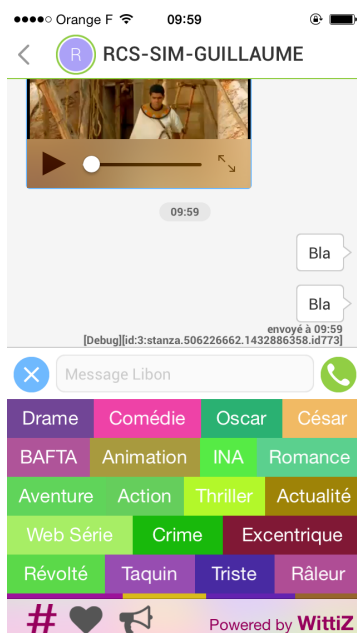 Orange F 09:59
R RCS-SIM-GUILLAUME
09:59
Bla
Bla
envoyé à 09:59
[Debug][id:3:stanza.506226662.1432886358.id773]
Message Libon
Drame Comédie Oscar César
BAFTA Animation INA Romance
Aventure Action Thriller Actualité
Web Série Crime Excentrique
Révolté Taquin Triste Râleur
# Powered by WittiZ